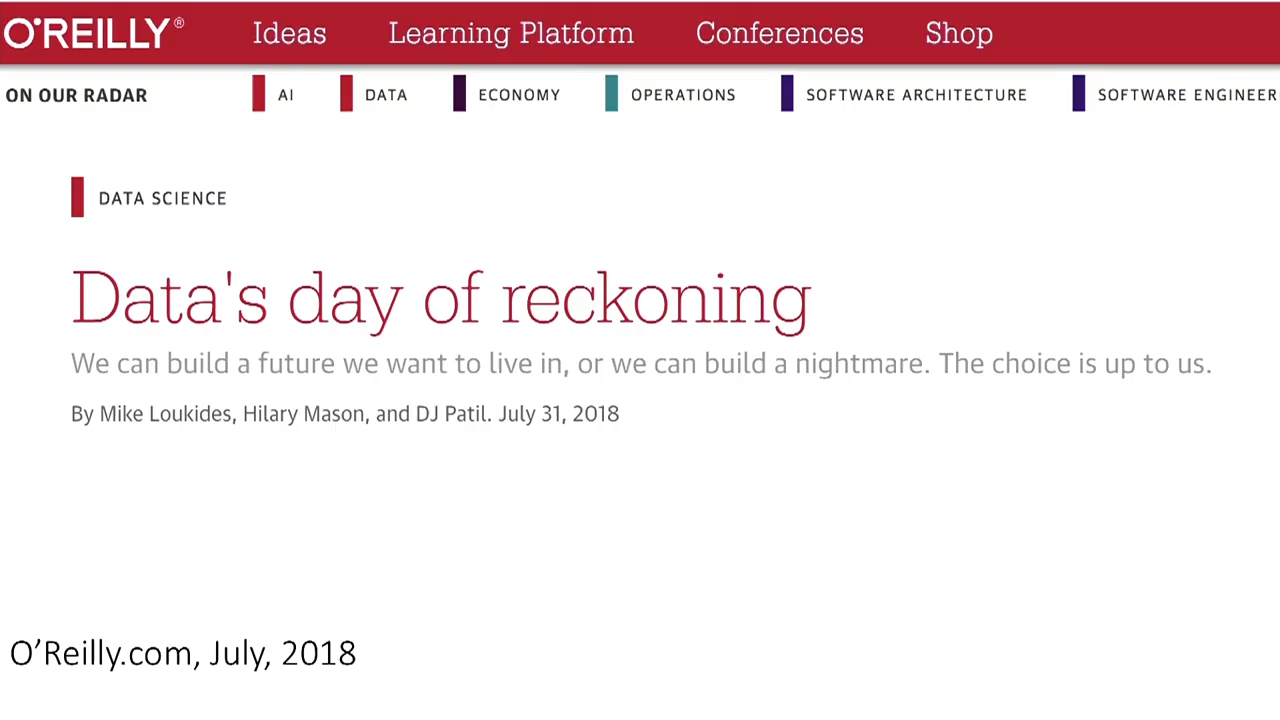 O'REILLY® Ideas Learning Platform Conferences Shop
ON OUR RADAR AI DATA ECONOMY OPERATIONS SOFTWARE ARCHITECTURE SOFTWARE ENGINEER
DATA SCIENCE
Data's day of reckoning
We can build a future we want to live in, or we can build a nightmare. The choice is up to us.
By Mike Loukides, Hilary Mason, and DJ Patil. July 31, 2018
O’Reilly.com, July, 2018